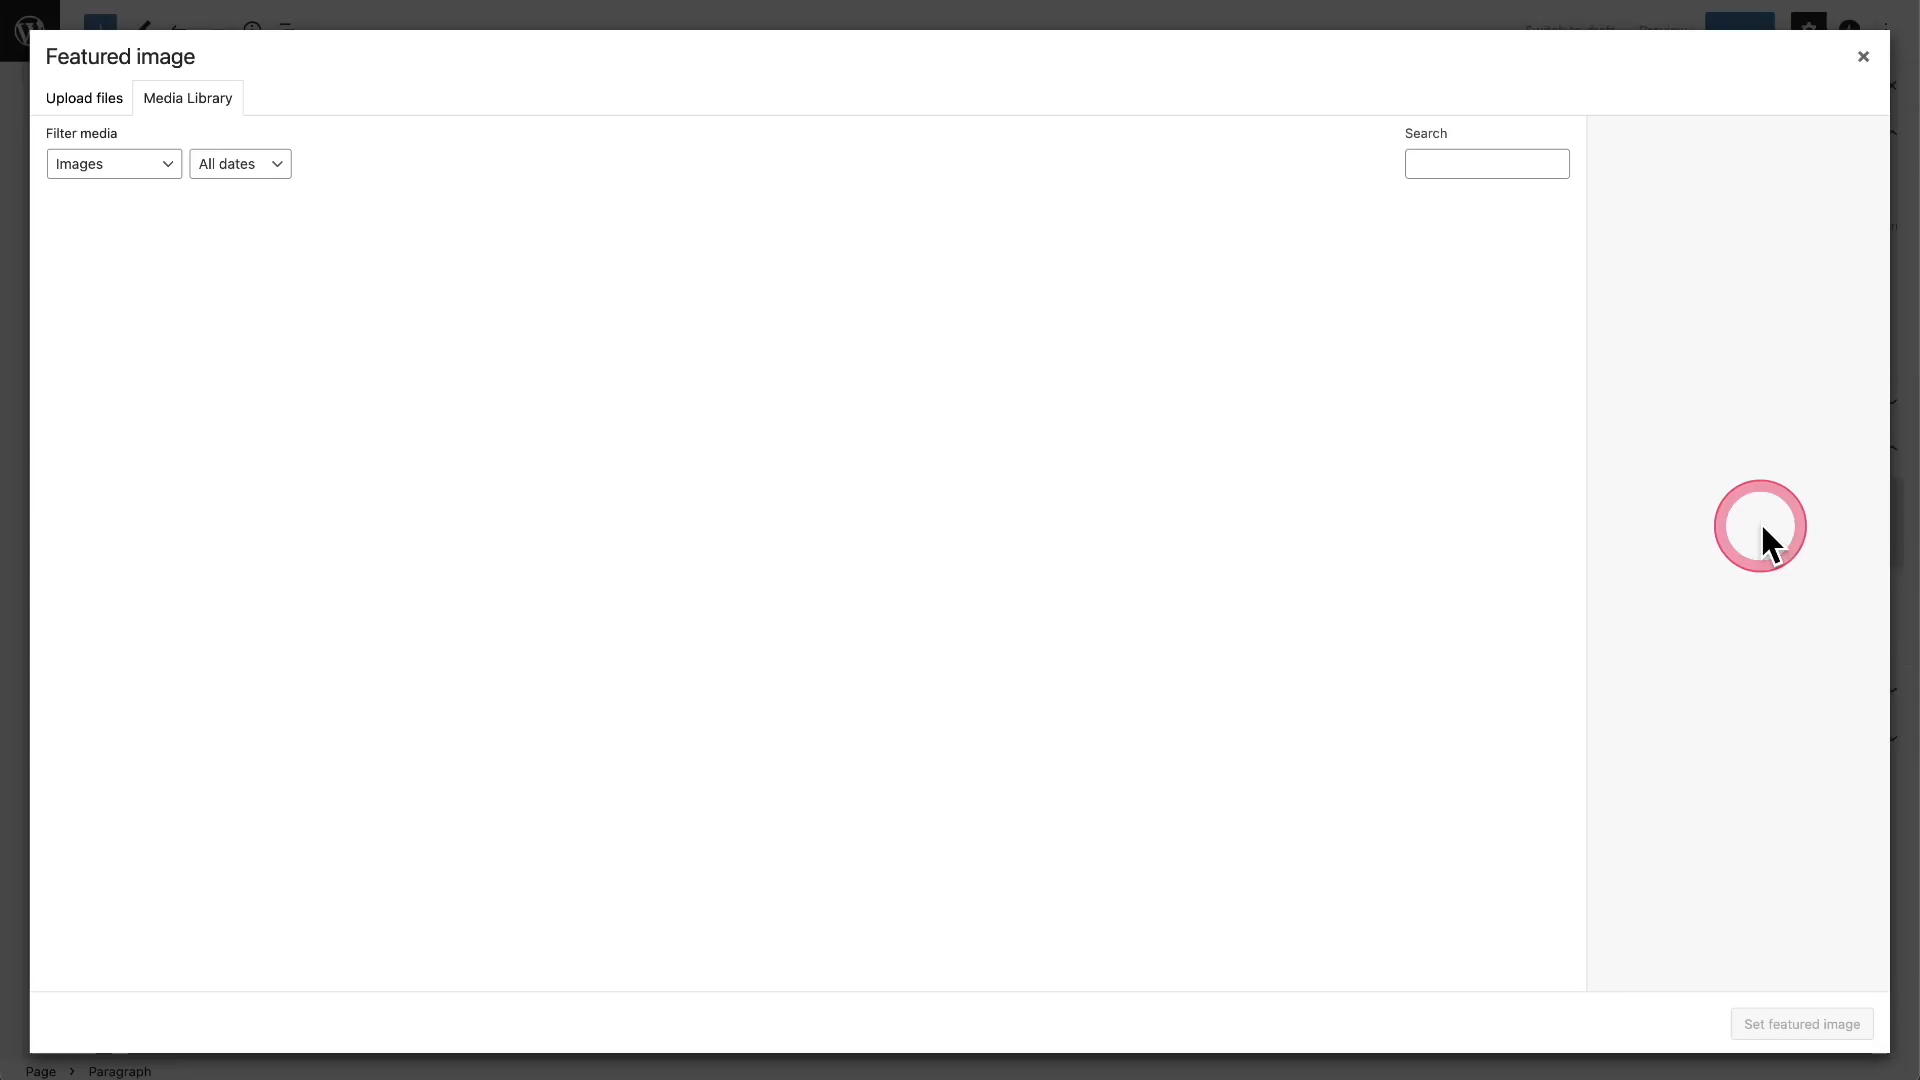 Featured image
Upload files
Media Library
Filter media
Search
Images
All dates
Set featured image
Page
Paragraph